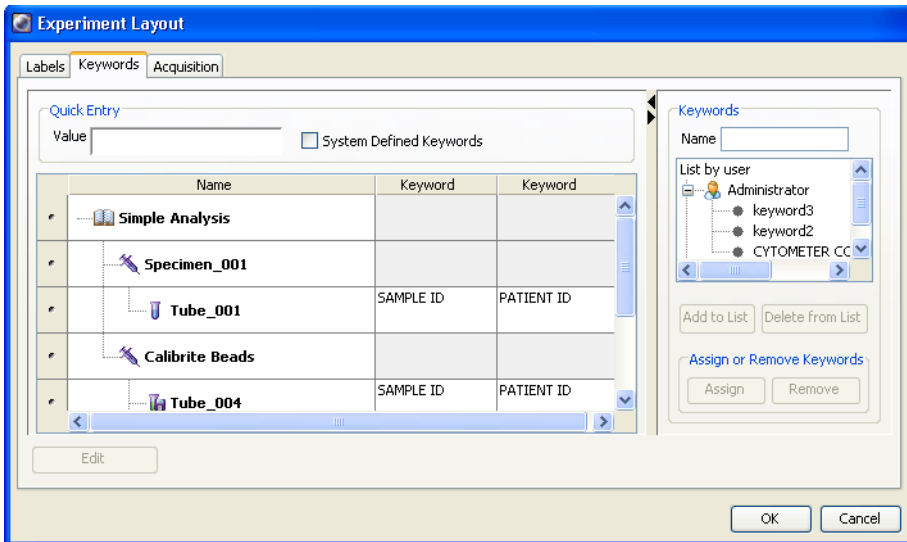 Experiment Layout
Labels Keywords Acquisition
Quick Entry
Value
System Defined Keywords
Name Keyword Keyword
Simple Analysis
Specimen_001
Tube_001 SAMPLE ID PATIENT ID
Calibrite Beads
Tube_004 SAMPLE ID PATIENT ID
Edit
Keywords
Name
List by user
Administrator
keyword3
keyword2
CYTOMETER CC
Add to List Delete from List
Assign or Remove Keywords
Assign Remove
OK Cancel